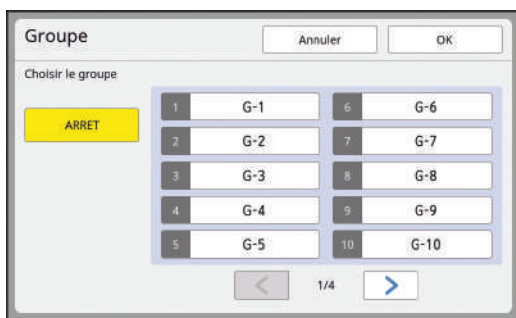 Groupe Annuler OK
Choisir le groupe
ARRET
1 G-1 6 G-6
2 G-2 7 G-7
3 G-3 8 G-8
4 G-4 9 G-9
5 G-5 10 G-10
< 1/4 >